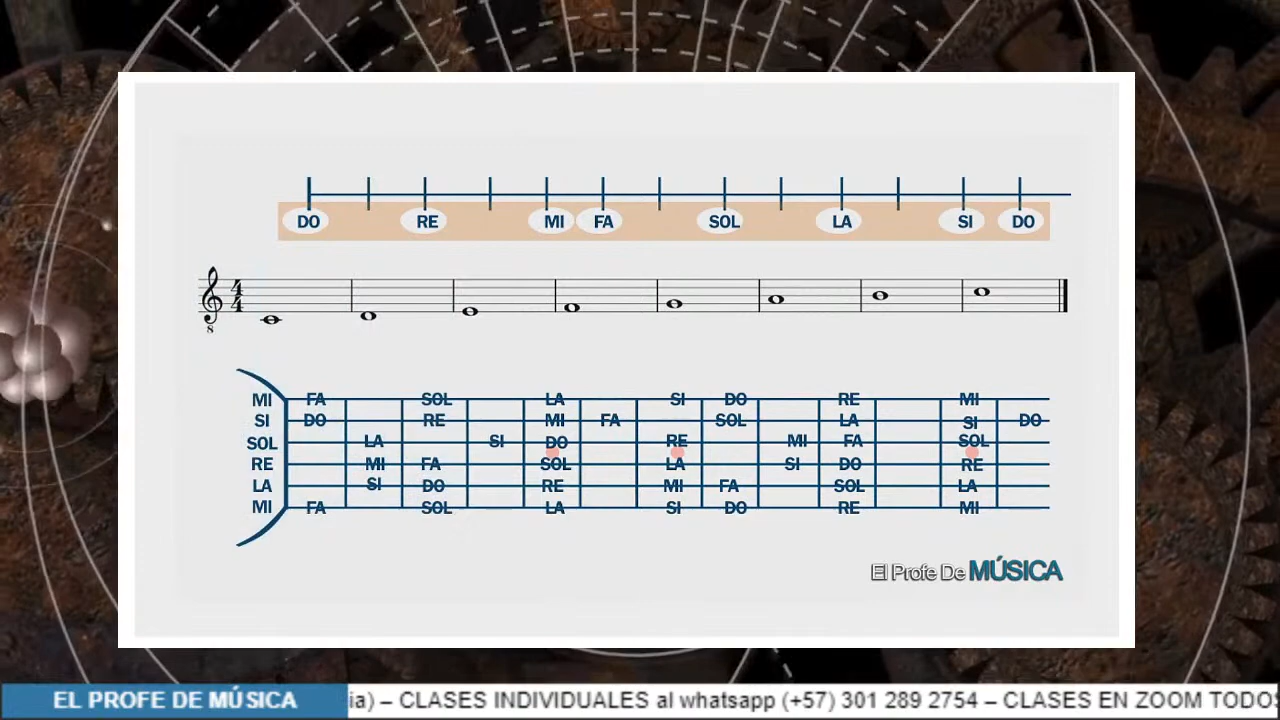 DO RE MI FA SOL LA SI DO
4
4
8
MI FA SOL LA SI DO RE MI
SI DO RE MI FA SOL LA SI DO
SOL LA SI DO RE MI FA SOL
RE MI FA SOL LA SI DO RE
LA SI DO RE MI FA SOL LA
MI FA SOL LA SI DO RE MI
El Profe De MÚSICA
EL PROFE DE MÚSICA ia) – CLASES INDIVIDUALES al whatsapp (+57) 301 289 2754 – CLASES EN ZOOM TODO